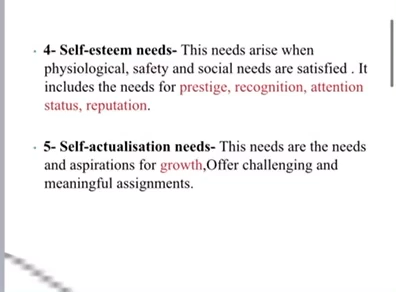 4- Self-esteem needs- This needs arise when
physiological, safety and social needs are satisfied . It
includes the needs for prestige, recognition, attention
status, reputation.
5- Self-actualisation needs- This needs are the needs
and aspirations for growth,Offer challenging and
meaningful assignments.